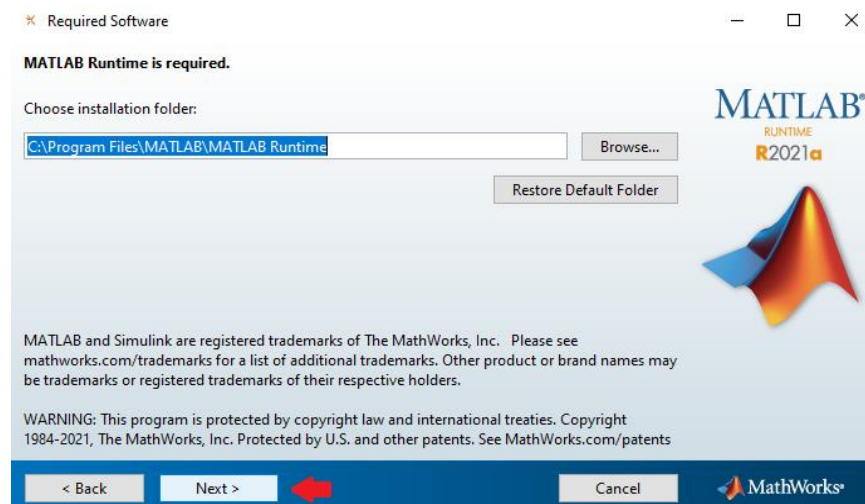 Required Software
MATLAB Runtime is required.
Choose installation folder:
C:\Program Files\MATLAB\MATLAB Runtime
Browse...
Restore Default Folder
MATLAB®
RUNTIME
R2021a
MATLAB and Simulink are registered trademarks of The MathWorks, Inc. Please see
mathworks.com/trademarks for a list of additional trademarks. Other product or brand names may
be trademarks or registered trademarks of their respective holders.
WARNING: This program is protected by copyright law and international treaties. Copyright
1984-2021, The MathWorks, Inc. Protected by U.S. and other patents. See MathWorks.com/patents
< Back
Next >
Cancel
MathWorks®